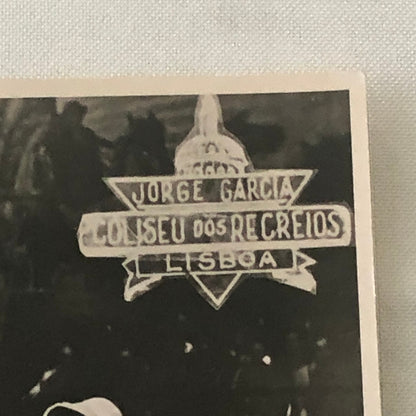 JORGE GARCIA
COLISEU DOS RECREIOS
LISBOA